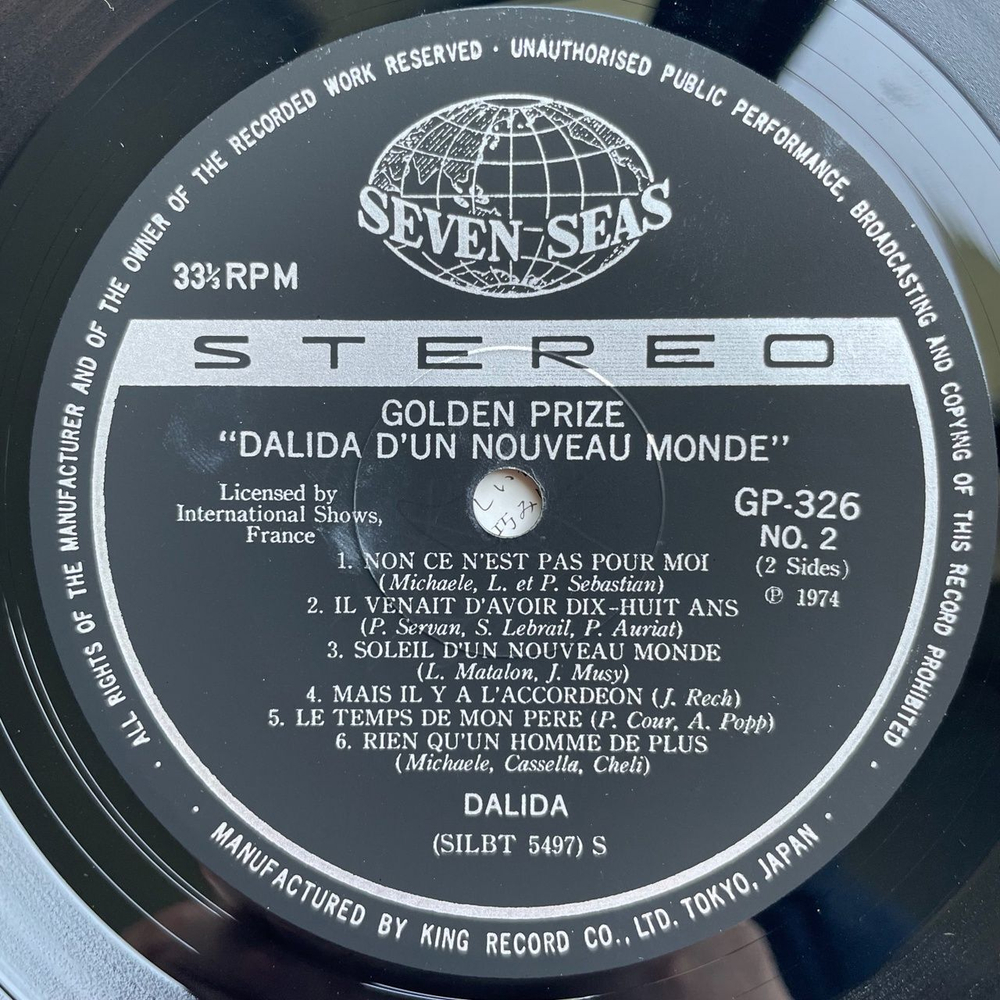 ALL RIGHTS OF THE MANUFACTURER AND OF THE OWNER OF THE RECORDED WORK RESERVED · UNAUTHORISED PUBLIC PERFORMANCE, BROADCASTING AND COPYING OF THIS RECORD PROHIBITED
SEVEN SEAS
33⅓ RPM
STEREO
GOLDEN PRIZE
“DALIDA D'UN NOUVEAU MONDE”
Licensed by
International Shows,
France
GP-326
NO. 2
(2 Sides)
℗ 1974
1. NON CE N'EST PAS POUR MOI
(Michaele, L. et P. Sebastian)
2. IL VENAIT D'AVOIR DIX-HUIT ANS
(P. Servan, S. Lebrail, P. Auriat)
3. SOLEIL D'UN NOUVEAU MONDE
(L. Matalon, J. Musy)
4. MAIS IL Y A L'ACCORDEON (J. Rech)
5. LE TEMPS DE MON PERE (P. Cour, A. Popp)
6. RIEN QU'UN HOMME DE PLUS
(Michaele, Cassella, Cheli)
DALIDA
(SILBT 5497) S
· MANUFACTURED BY KING RECORD CO., LTD. TOKYO, JAPAN ·